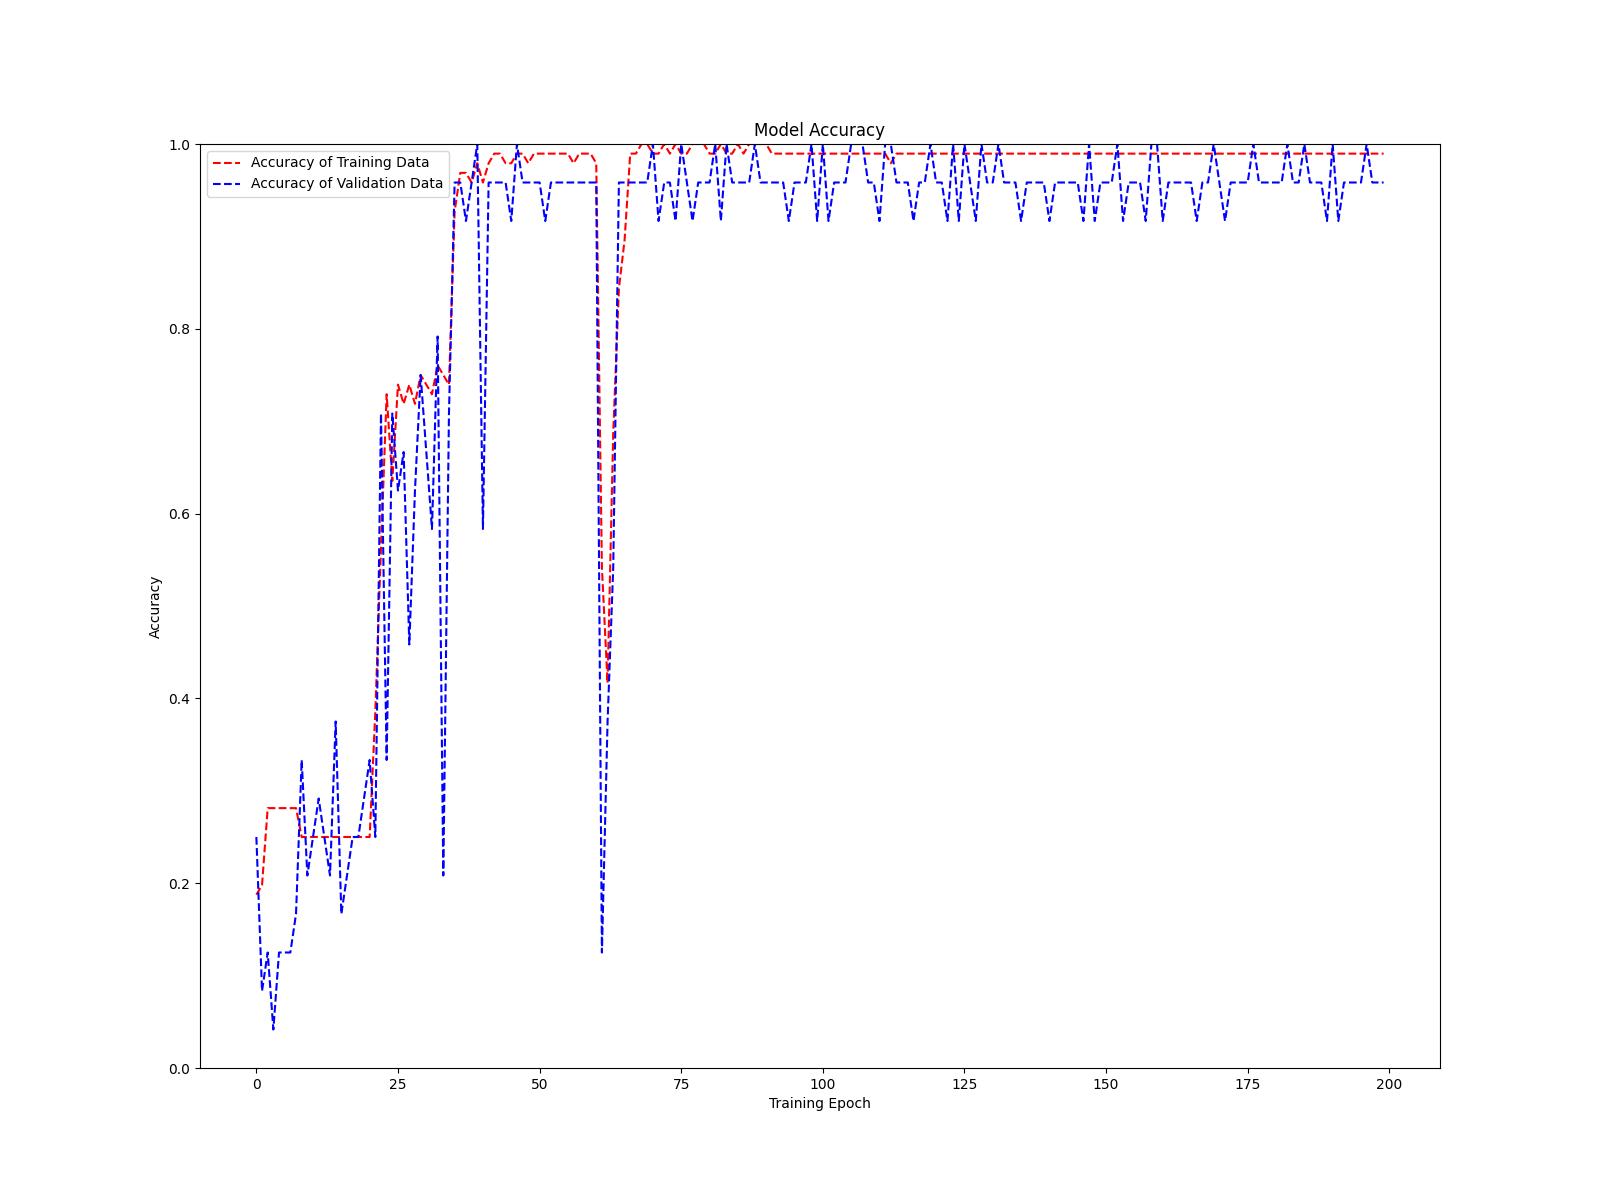 Model Accuracy
Accuracy of Training Data
Accuracy of Validation Data
1.0
0.8
0.6
0.4
0.2
0.0
Accuracy
0 25 50 75 100 125 150 175 200
Training Epoch